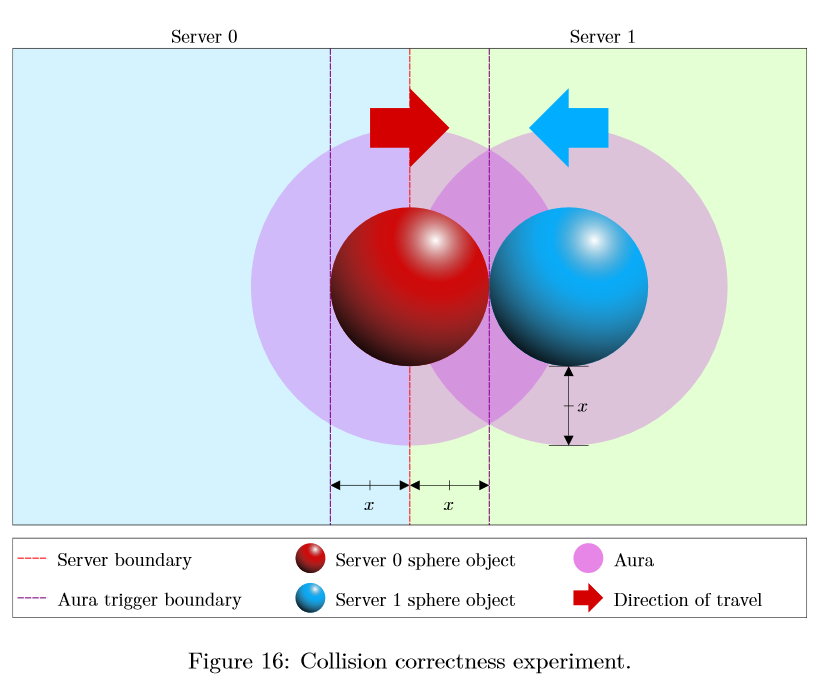 Server 0 Server 1
x
x x
Server boundary Server 0 sphere object Aura
Aura trigger boundary Server 1 sphere object Direction of travel
Figure 16: Collision correctness experiment.